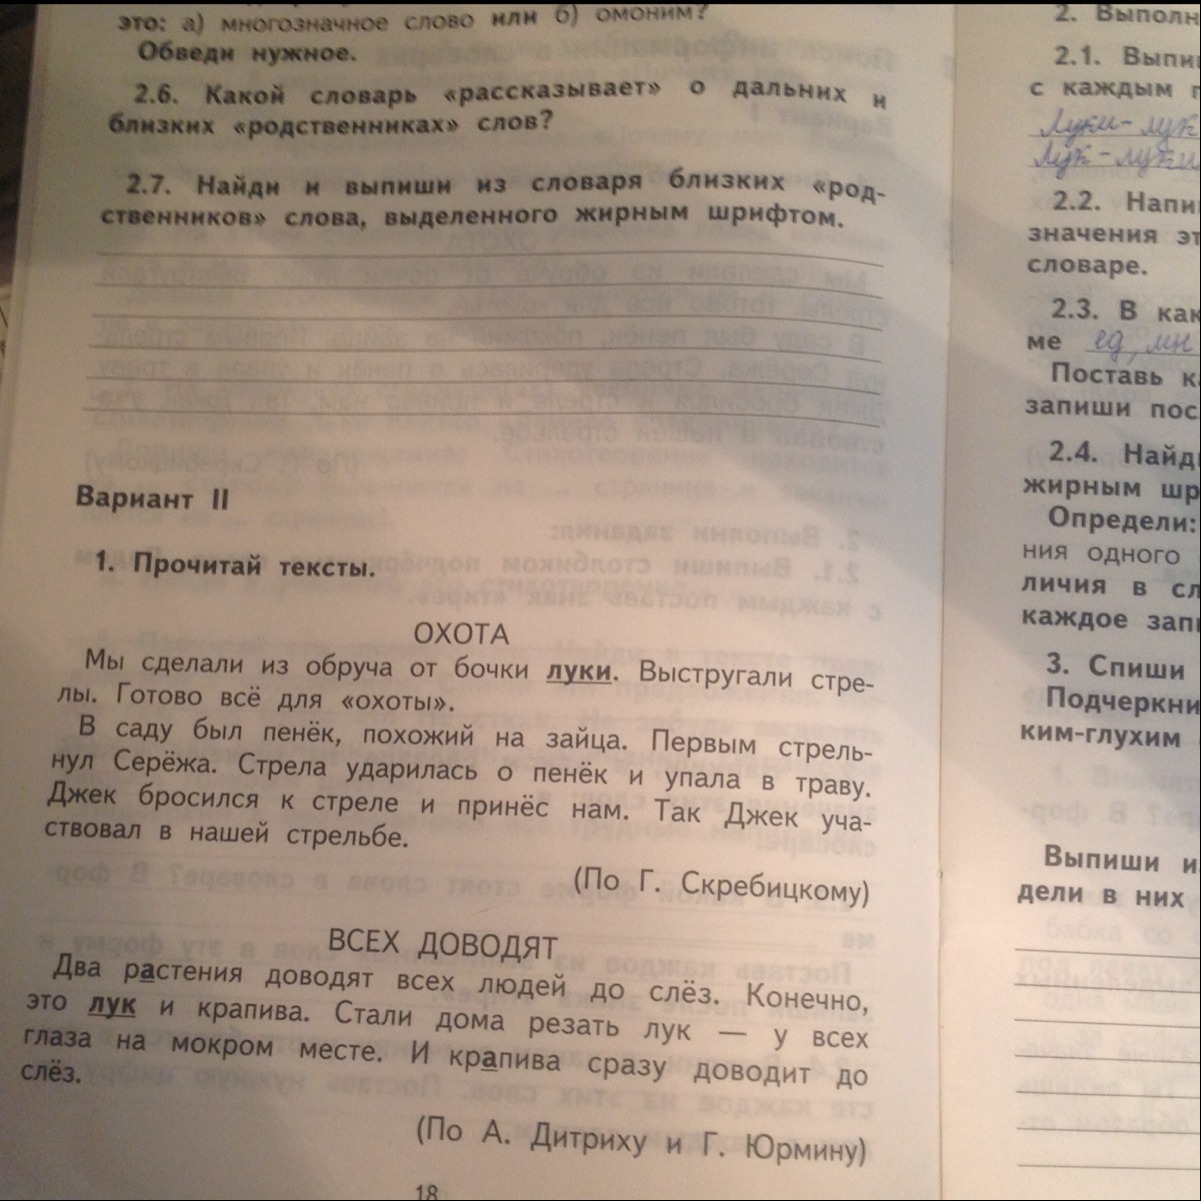 это: а) многозначное слово или б) омоним?
Обведи нужное.
2.6. Какой словарь «рассказывает» о дальних и
близких «родственниках» слов?
2.7. Найди и выпиши из словаря близких «род-
ственников» слова, выделенного жирным шрифтом.
Вариант II
1. Прочитай тексты.
ОХОТА
Мы сделали из обруча от бочки луки. Выстругали стре-
лы. Готово всё для «охоты».
В саду был пенёк, похожий на зайца. Первым стрель-
нул Серёжа. Стрела ударилась о пенёк и упала в траву.
Джек бросился к стреле и принёс нам. Так Джек уча-
ствовал в нашей стрельбе.
(По Г. Скребицкому)
ВСЕХ ДОВОДЯТ
Два растения доводят всех людей до слёз. Конечно,
это лук и крапива. Стали дома резать лук — у всех
глаза на мокром месте. И крапива сразу доводит до
слёз.
(По А. Дитриху и Г. Юрмину)
18
2. Выполн
2.1. Выпи
с каждым
Луки - лук
Лук - луки
2.2. Напи
значения эт
словаре.
2.3. В как
ме ед, мн
Поставь к
запиши пос
2.4. Найд
жирным шр
Определи:
ния одного
личия в сл
каждое запи
3. Спиши
Подчеркни
ким-глухим
Выпиши и
дели в них